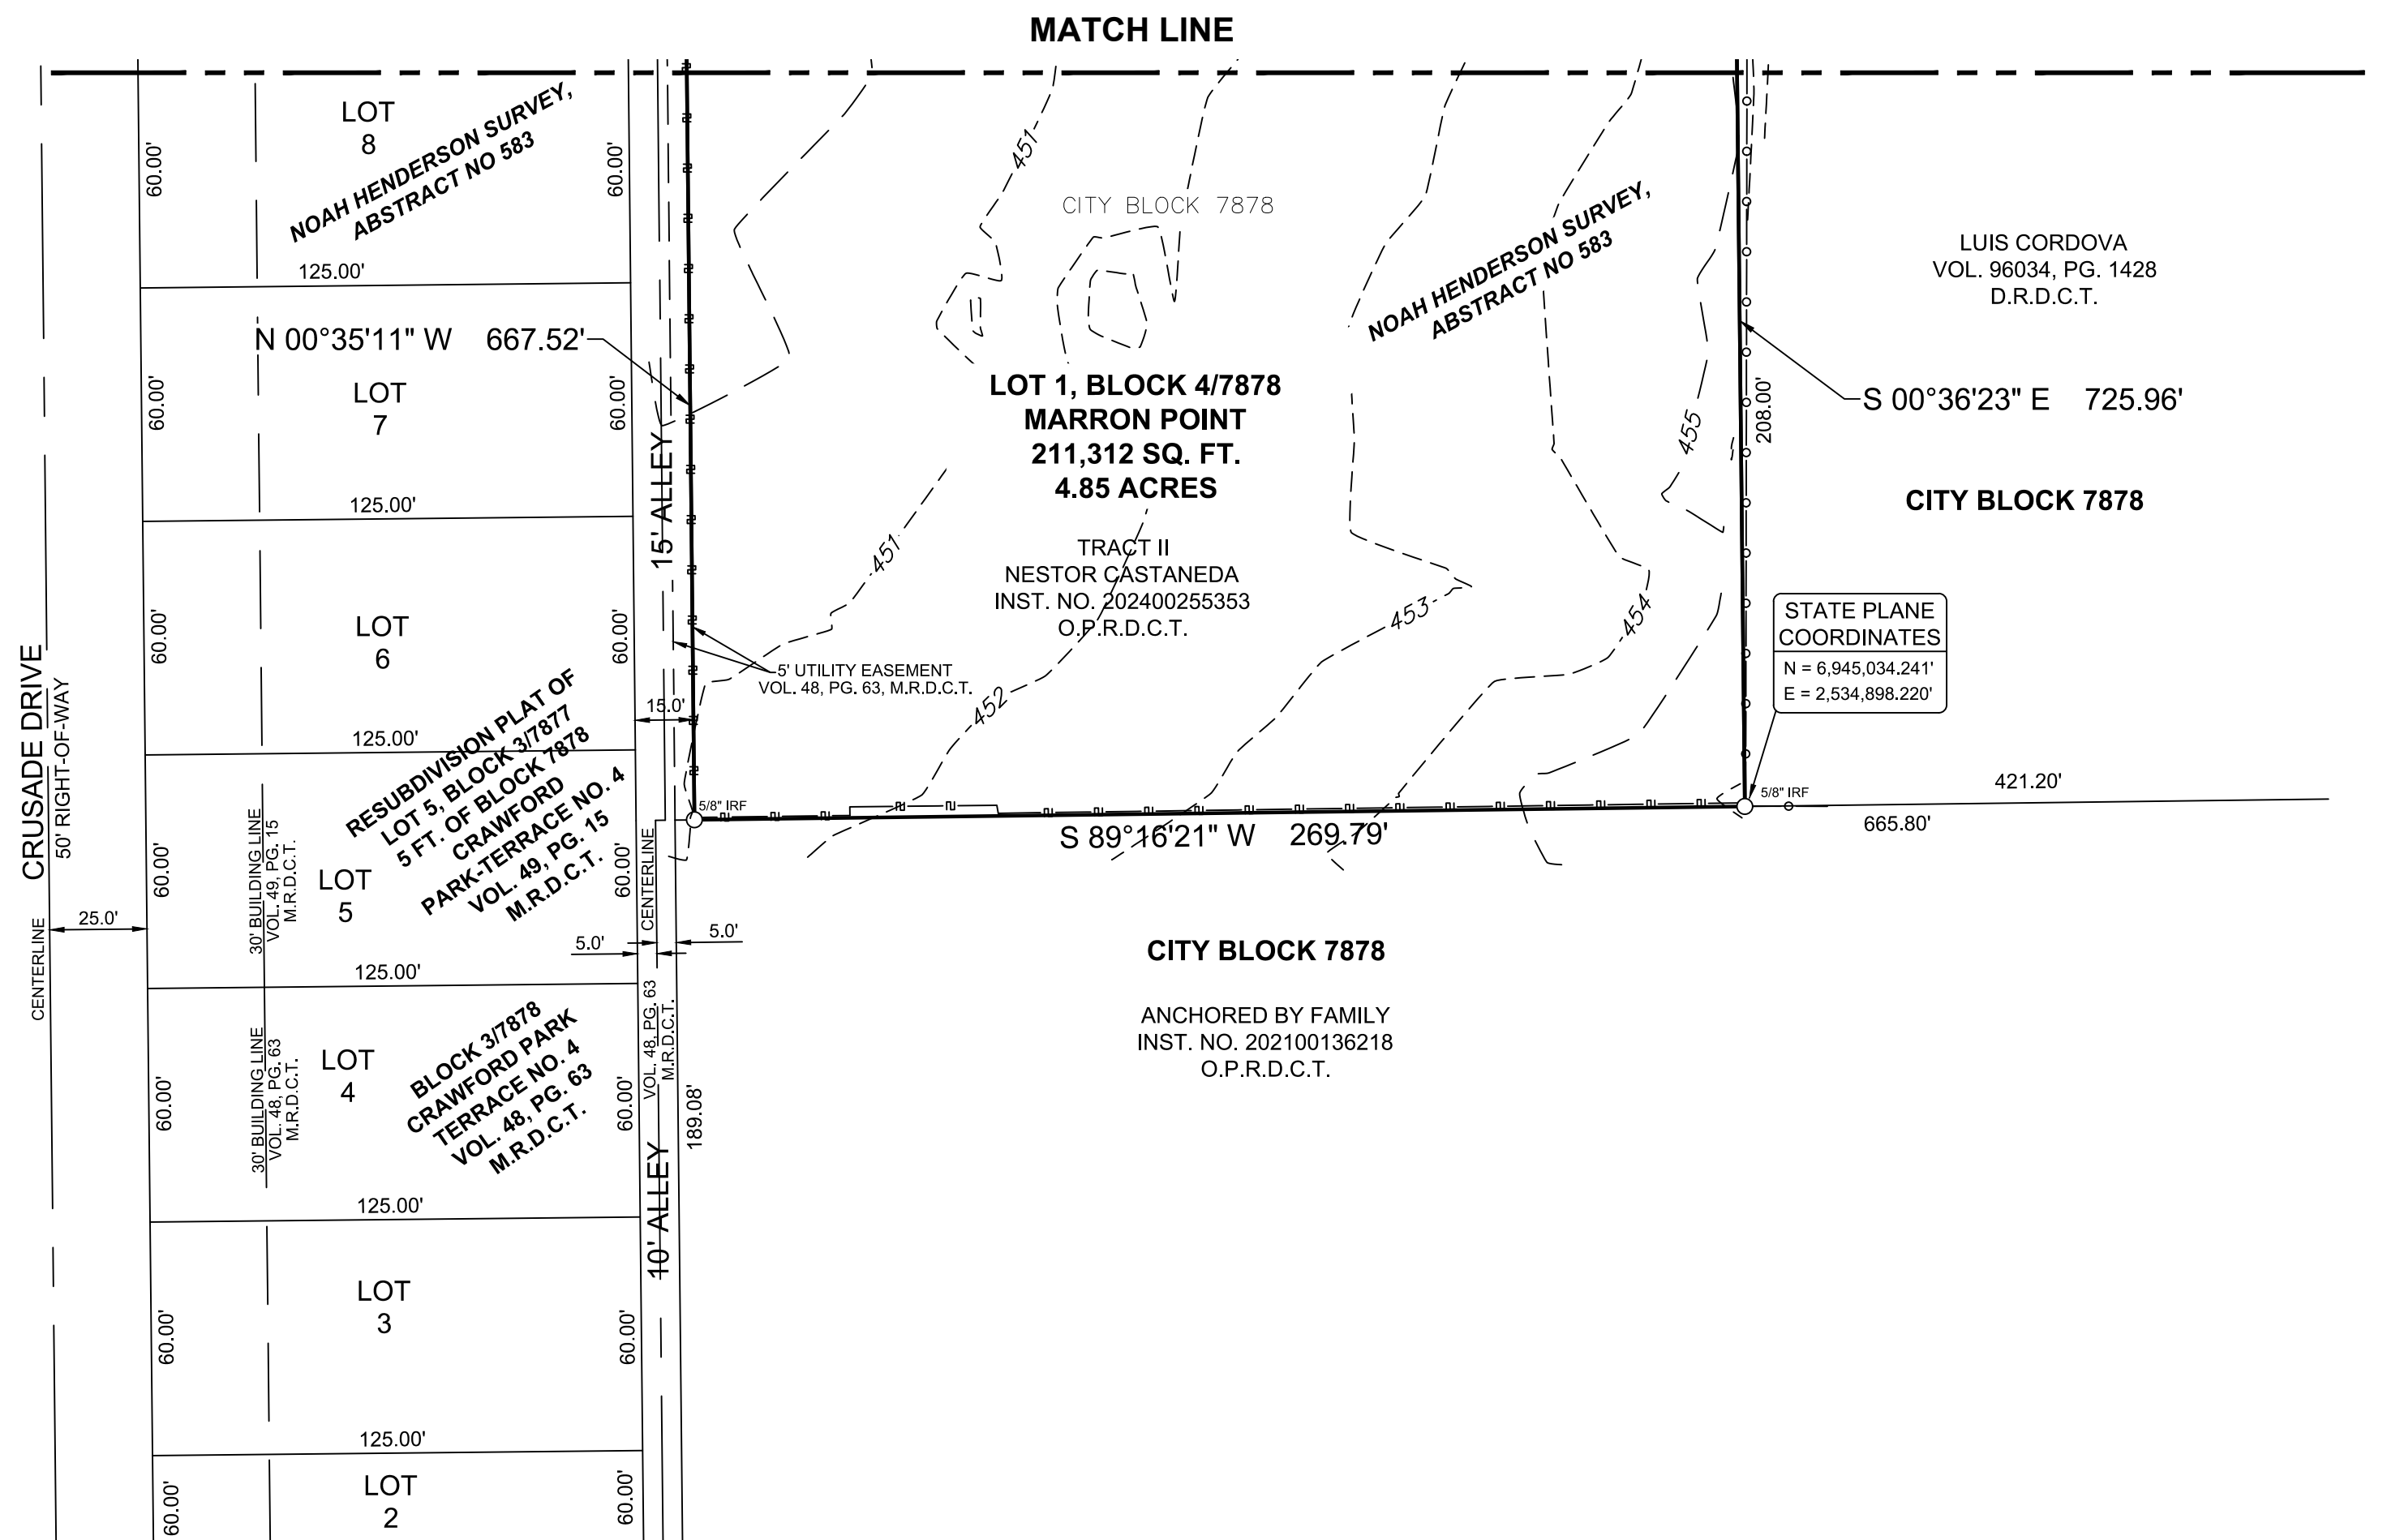 MATCH LINE
LOT
8
NOAH HENDERSON SURVEY,
ABSTRACT NO 583
60.00'
60.00'
125.00'
N 00°35'11" W 667.52'
LOT
7
60.00'
60.00'
125.00'
15' ALLEY
LOT
6
60.00'
60.00'
125.00'
CRUSADE DRIVE
50' RIGHT-OF-WAY
CENTERLINE
25.0'
RESUBDIVISION PLAT OF
LOT 5, BLOCK 3/7877
5 FT. OF BLOCK 7878
CRAWFORD
PARK-TERRACE NO. 4
VOL. 49, PG. 15
M.R.D.C.T.
30' BUILDING LINE
VOL. 49, PG. 15
M.R.D.C.T.
LOT
5
60.00'
60.00'
CENTERLINE
15.0'
5.0'
5.0'
125.00'
30' BUILDING LINE
VOL. 48, PG. 63
M.R.D.C.T.
LOT
4
BLOCK 3/7878
CRAWFORD PARK
TERRACE NO. 4
VOL. 48, PG. 63
M.R.D.C.T.
60.00'
60.00'
VOL. 48, PG. 63
M.R.D.C.T.
189.08'
10' ALLEY
125.00'
LOT
3
60.00'
60.00'
125.00'
LOT
2
60.00'
60.00'
451
CITY BLOCK 7878
NOAH HENDERSON SURVEY,
ABSTRACT NO 583
LOT 1, BLOCK 4/7878
MARRON POINT
211,312 SQ. FT.
4.85 ACRES
TRACT II
NESTOR CASTANEDA
INST. NO. 202400255353
O.P.R.D.C.T.
451
452
453
454
455
5' UTILITY EASEMENT
VOL. 48, PG. 63, M.R.D.C.T.
5/8" IRF
S 89°16'21" W 269.79'
CITY BLOCK 7878
ANCHORED BY FAMILY
INST. NO. 202100136218
O.P.R.D.C.T.
LUIS CORDOVA
VOL. 96034, PG. 1428
D.R.D.C.T.
208.00'
S 00°36'23" E 725.96'
CITY BLOCK 7878
STATE PLANE
COORDINATES
N = 6,945,034.241'
E = 2,534,898.220'
5/8" IRF
421.20'
665.80'